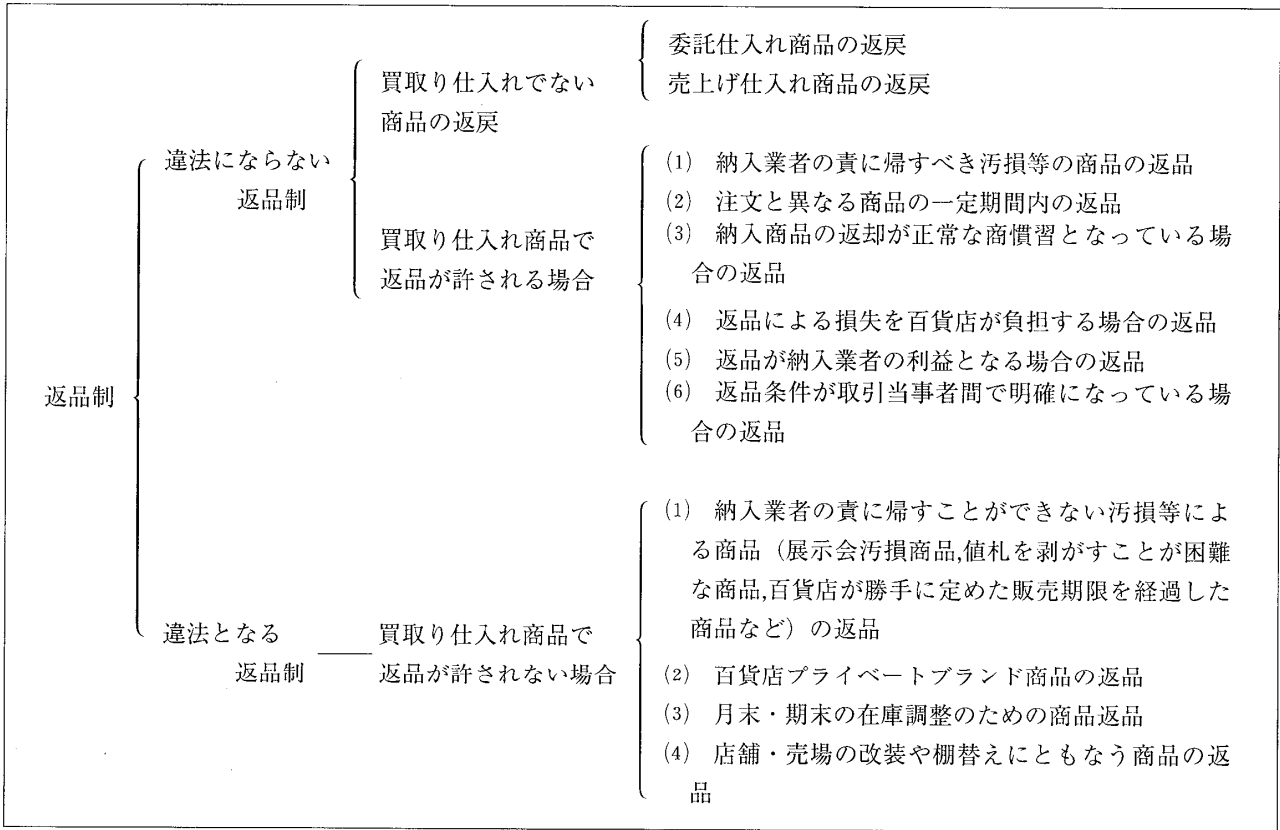 返品制
違法にならない
返品制
買取り仕入れでない
商品の返戻
委託仕入れ商品の返戻
売上げ仕入れ商品の返戻
買取り仕入れ商品で
返品が許される場合
(1) 納入業者の責に帰すべき汚損等の商品の返品
(2) 注文と異なる商品の一定期間内の返品
(3) 納入商品の返却が正常な商慣習となっている場
合の返品
(4) 返品による損失を百貨店が負担する場合の返品
(5) 返品が納入業者の利益となる場合の返品
(6) 返品条件が取引当事者間で明確になっている場
合の返品
違法となる
返品制
買取り仕入れ商品で
返品が許されない場合
(1) 納入業者の責に帰すことができない汚損等によ
る商品（展示会汚損商品,値札を剥がすことが困難
な商品,百貨店が勝手に定めた販売期限を経過した
商品など）の返品
(2) 百貨店プライベートブランド商品の返品
(3) 月末・期末の在庫調整のための商品返品
(4) 店舗・売場の改装や棚替えにともなう商品の返
品